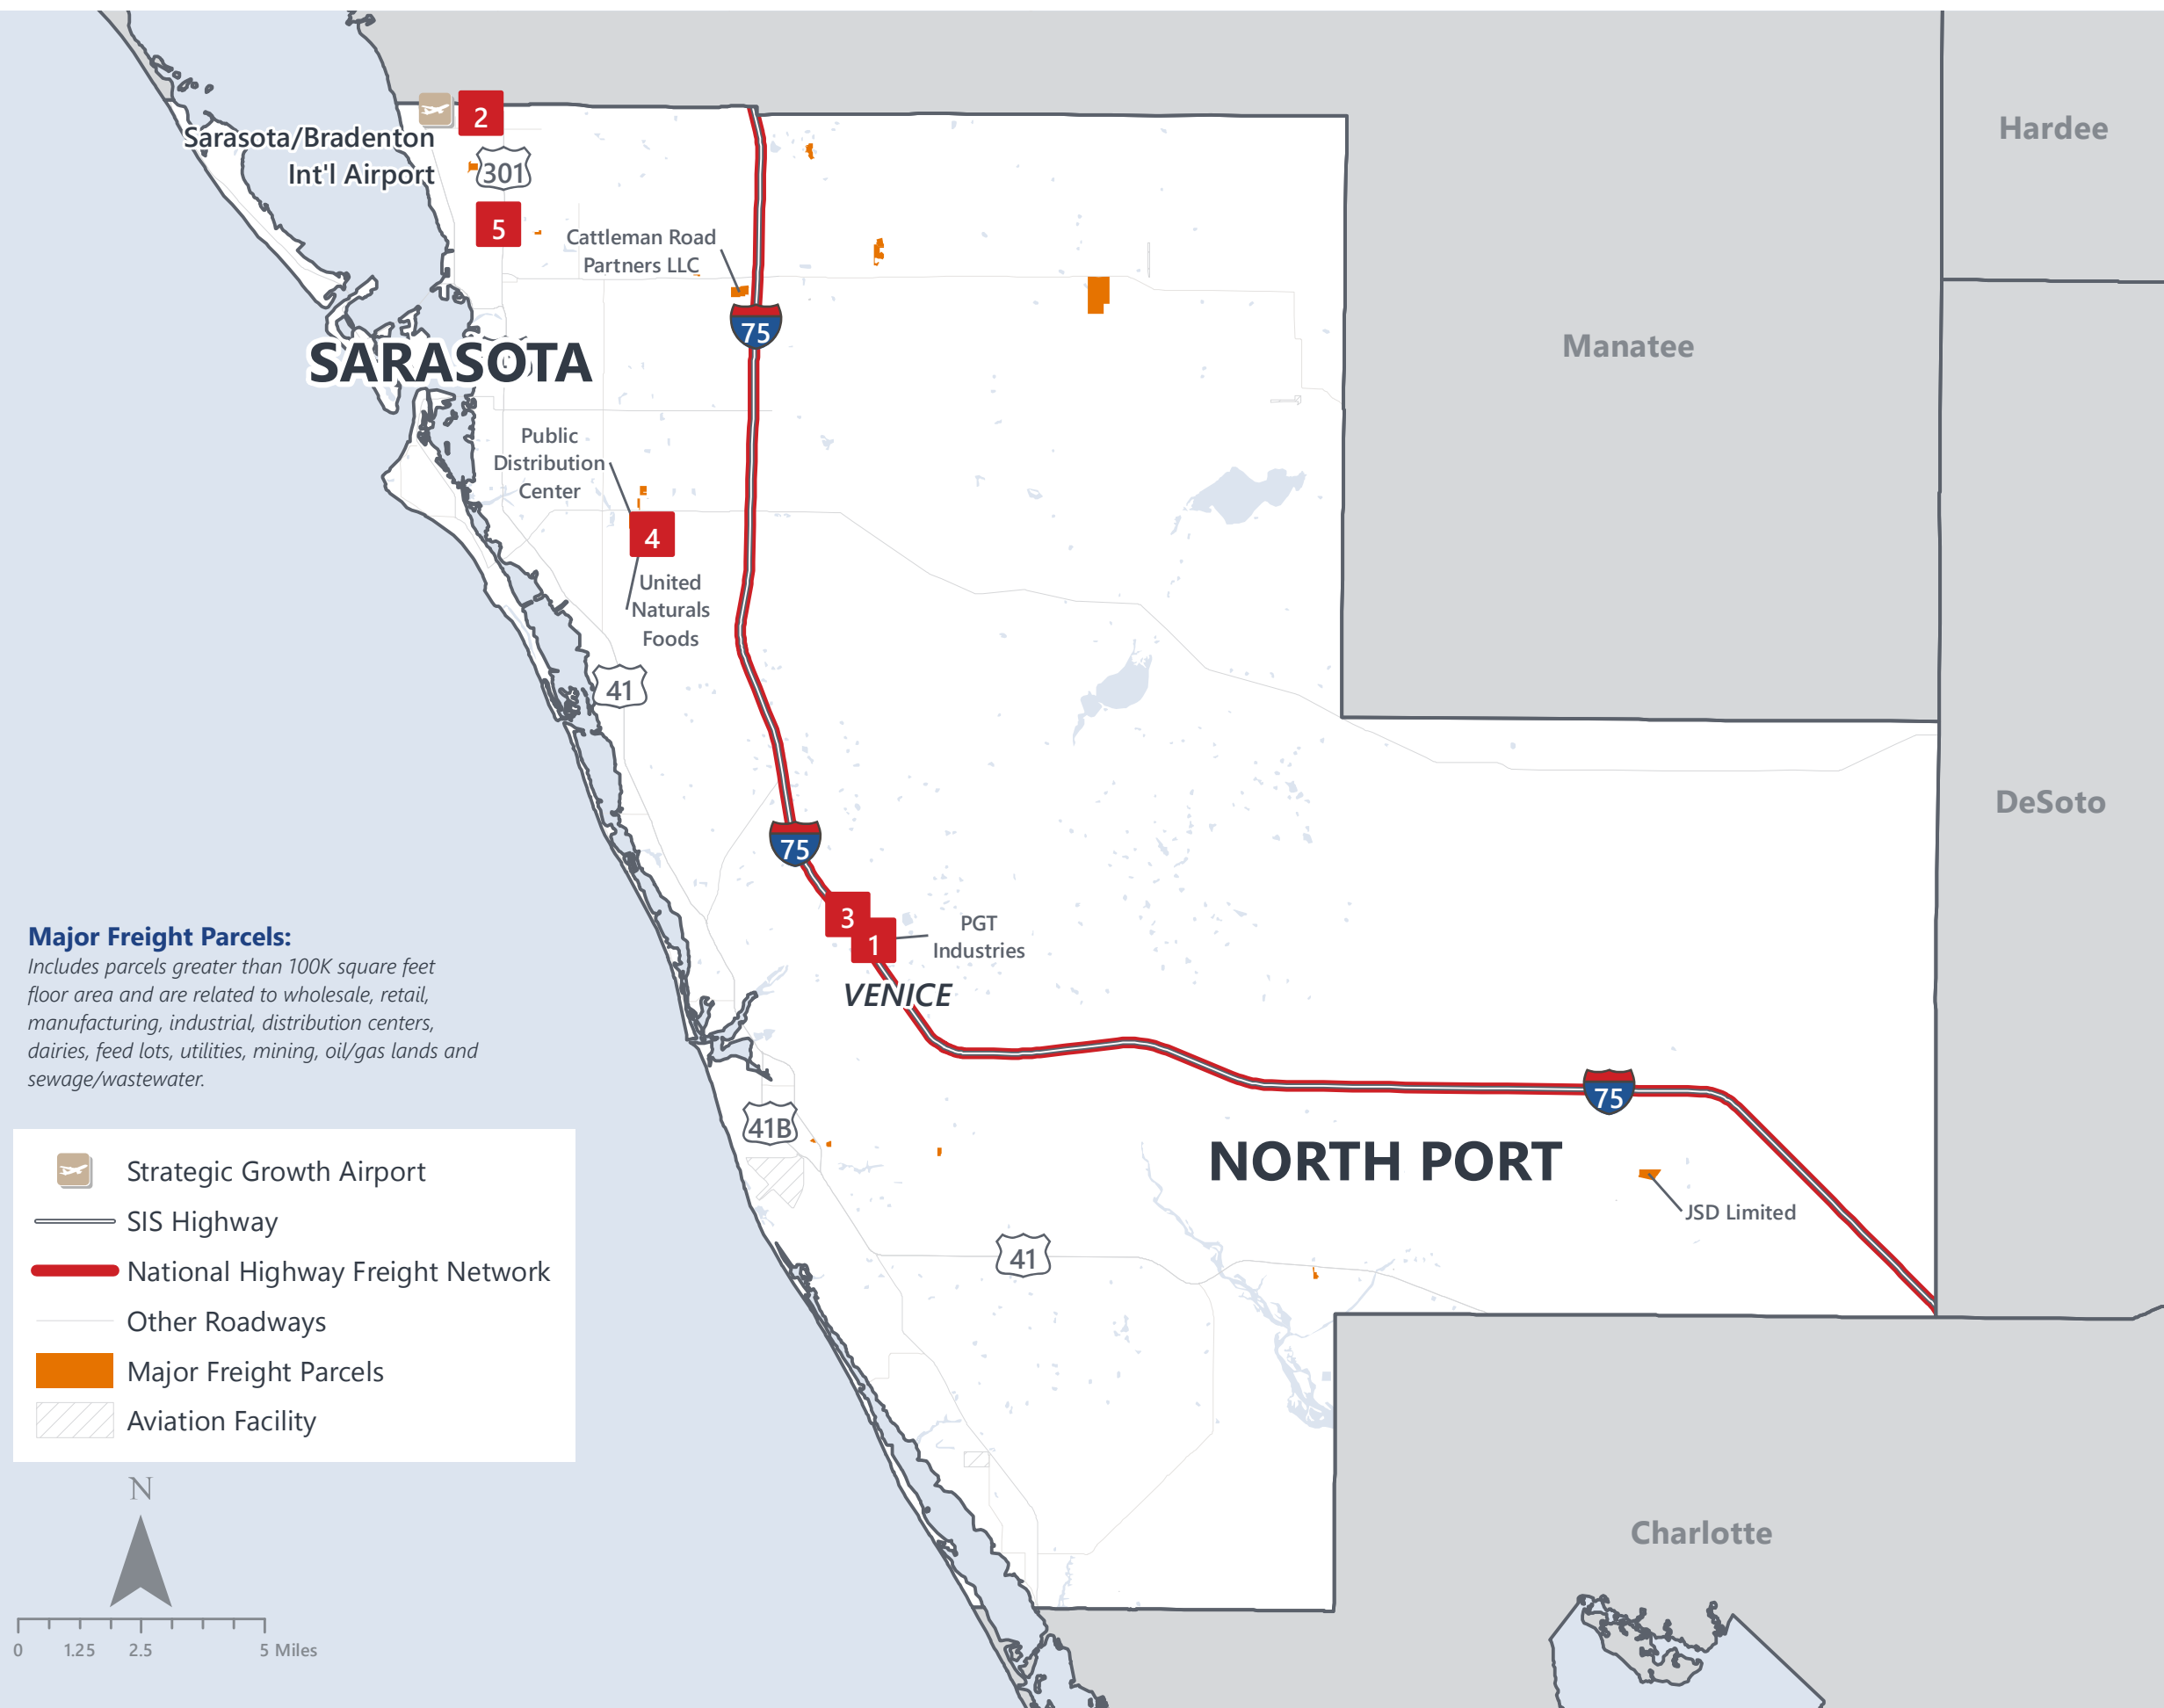 Hardee
2
Sarasota/Bradenton
Int'l Airport
301
5
Cattleman Road
Partners LLC
75
Manatee
SARASOTA
Public
Distribution
Center
4
United
Naturals
Foods
41
DeSoto
75
3
1
PGT
Industries
VENICE
Major Freight Parcels:
Includes parcels greater than 100K square feet
floor area and are related to wholesale, retail,
manufacturing, industrial, distribution centers,
dairies, feed lots, utilities, mining, oil/gas lands and
sewage/wastewater.
75
41B
NORTH PORT
JSD Limited
41
Strategic Growth Airport
SIS Highway
National Highway Freight Network
Other Roadways
Major Freight Parcels
Aviation Facility
N
Charlotte
0 1.25 2.5 5 Miles